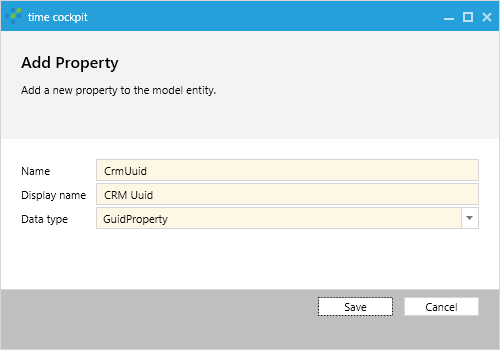 time cockpit
Add Property
Add a new property to the model entity.
Name CrmUuid
Display name CRM Uuid
Data type GuidProperty
Save Cancel